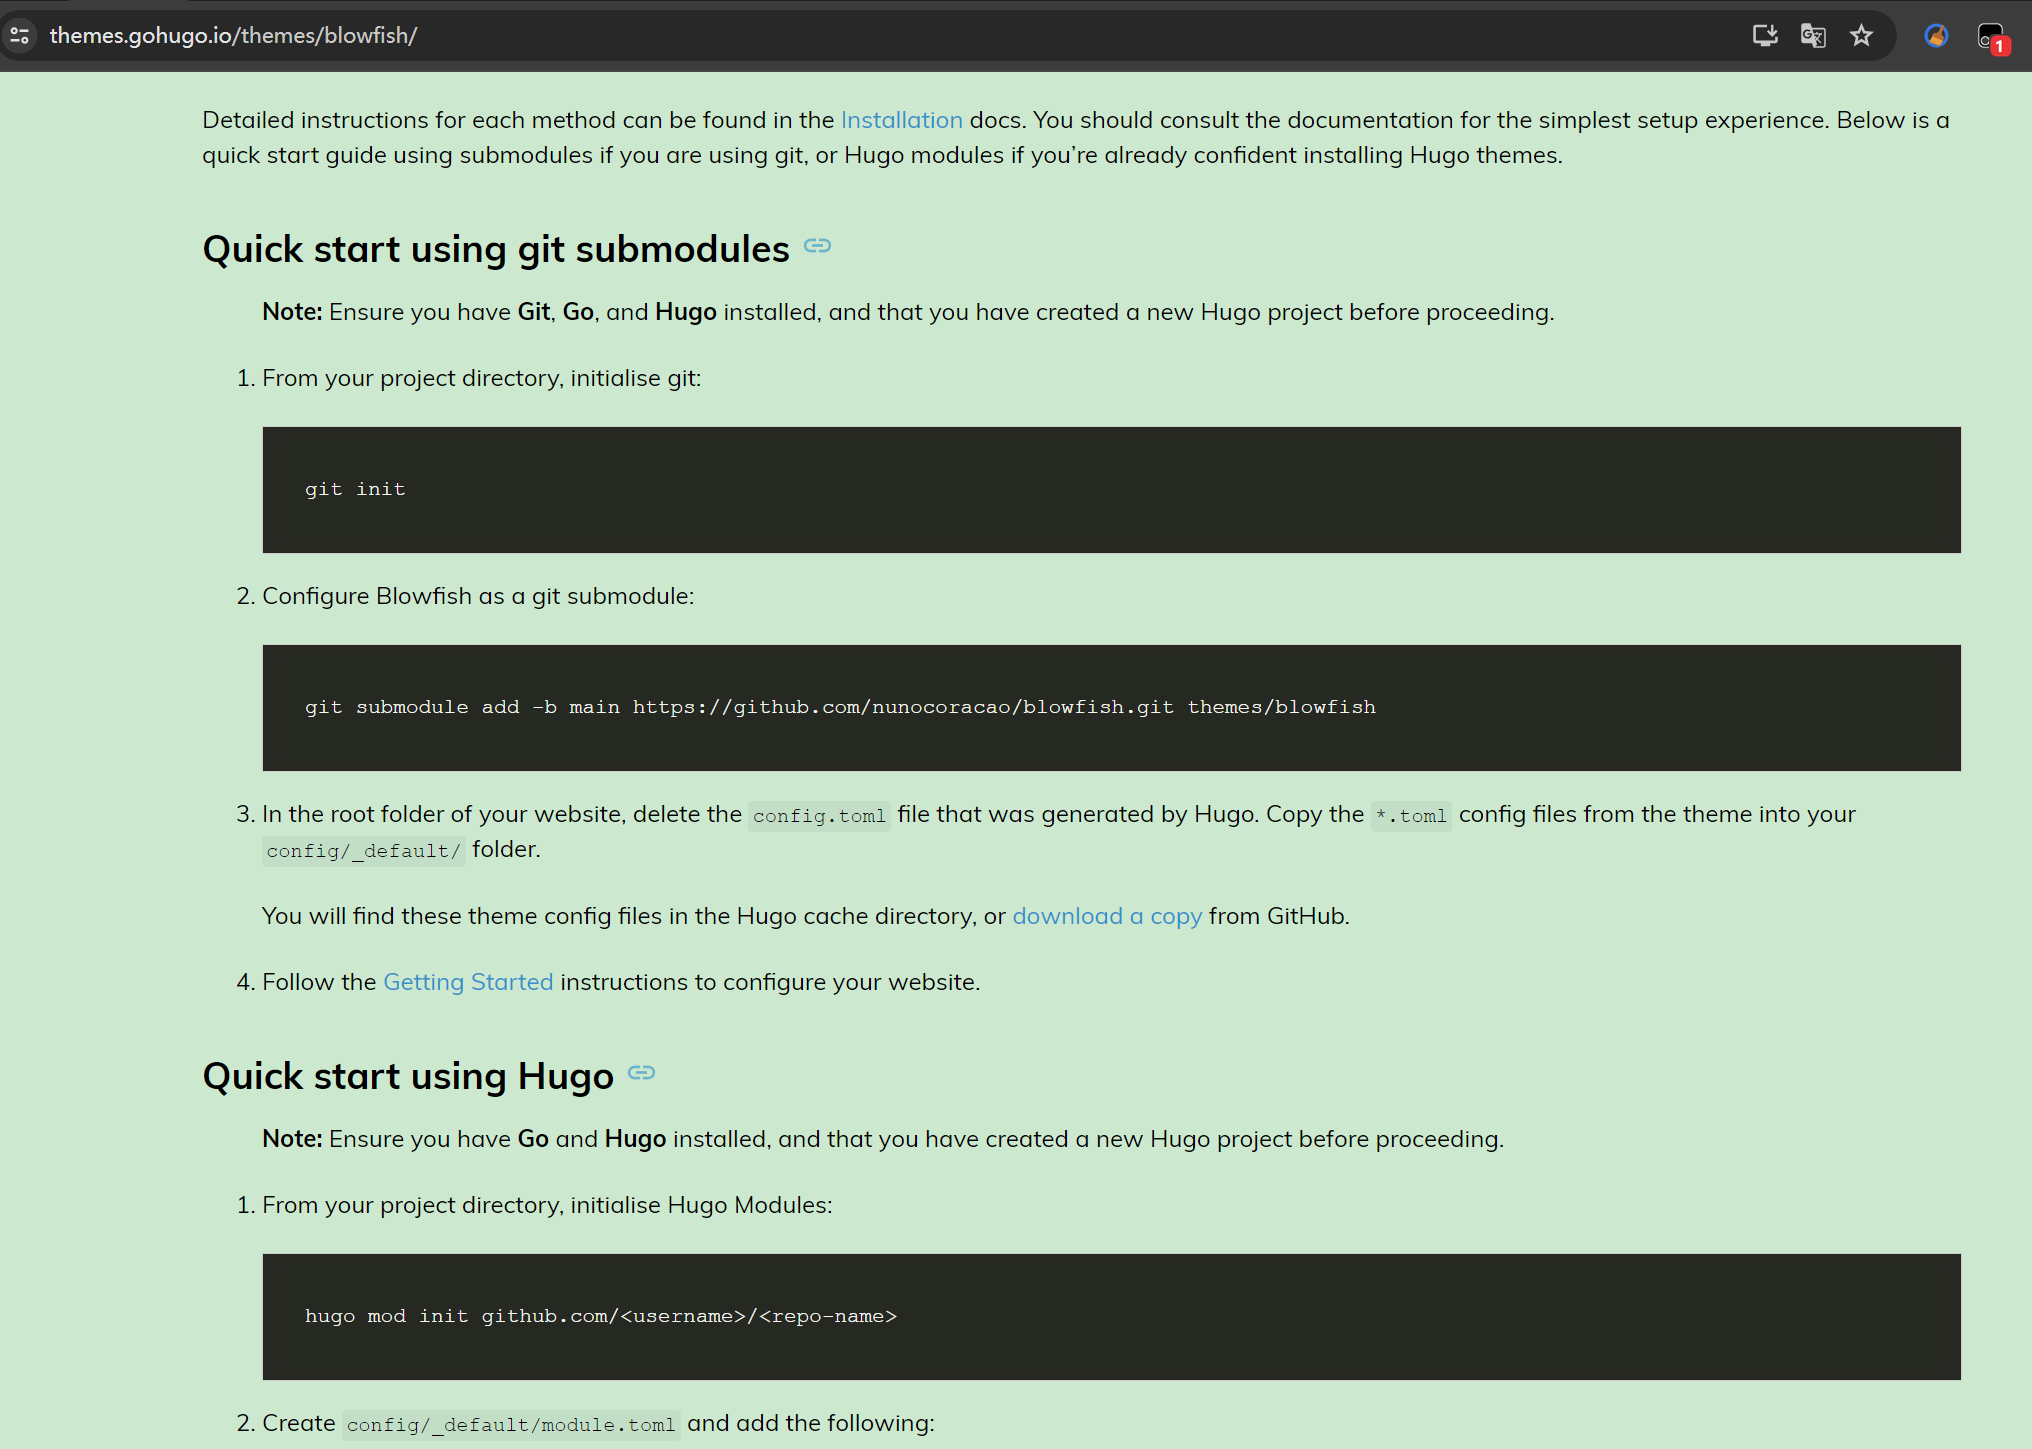 themes.gohugo.io/themes/blowfish/
1
Detailed instructions for each method can be found in the Installation docs. You should consult the documentation for the simplest setup experience. Below is a
quick start guide using submodules if you are using git, or Hugo modules if you’re already confident installing Hugo themes.
Quick start using git submodules
Note: Ensure you have Git, Go, and Hugo installed, and that you have created a new Hugo project before proceeding.
1. From your project directory, initialise git:
git init
2. Configure Blowfish as a git submodule:
git submodule add -b main https://github.com/nunocoracao/blowfish.git themes/blowfish
3. In the root folder of your website, delete the config.toml file that was generated by Hugo. Copy the *.toml config files from the theme into your
config/_default/ folder.
You will find these theme config files in the Hugo cache directory, or download a copy from GitHub.
4. Follow the Getting Started instructions to configure your website.
Quick start using Hugo
Note: Ensure you have Go and Hugo installed, and that you have created a new Hugo project before proceeding.
1. From your project directory, initialise Hugo Modules:
hugo mod init github.com/<username>/<repo-name>
2. Create config/_default/module.toml and add the following: